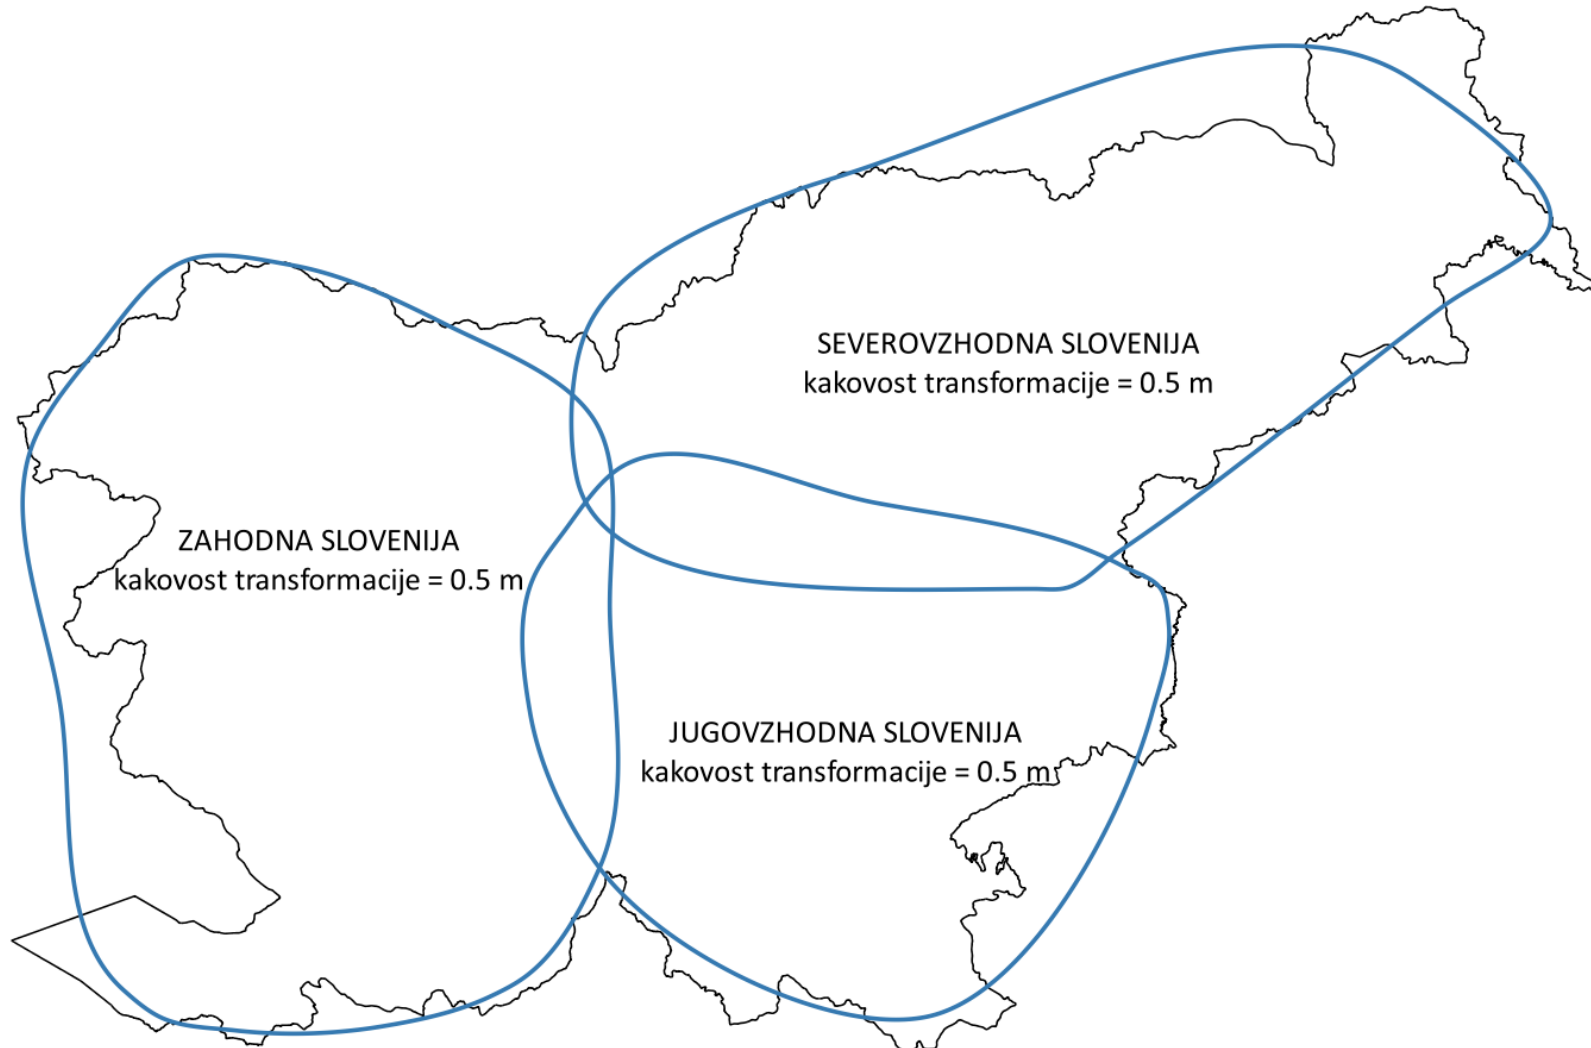 SEVEROVZHODNA SLOVENIJA
kakovost transformacije = 0.5 m
ZAHODNA SLOVENIJA
kakovost transformacije = 0.5 m
JUGOVZHODNA SLOVENIJA
kakovost transformacije = 0.5 m